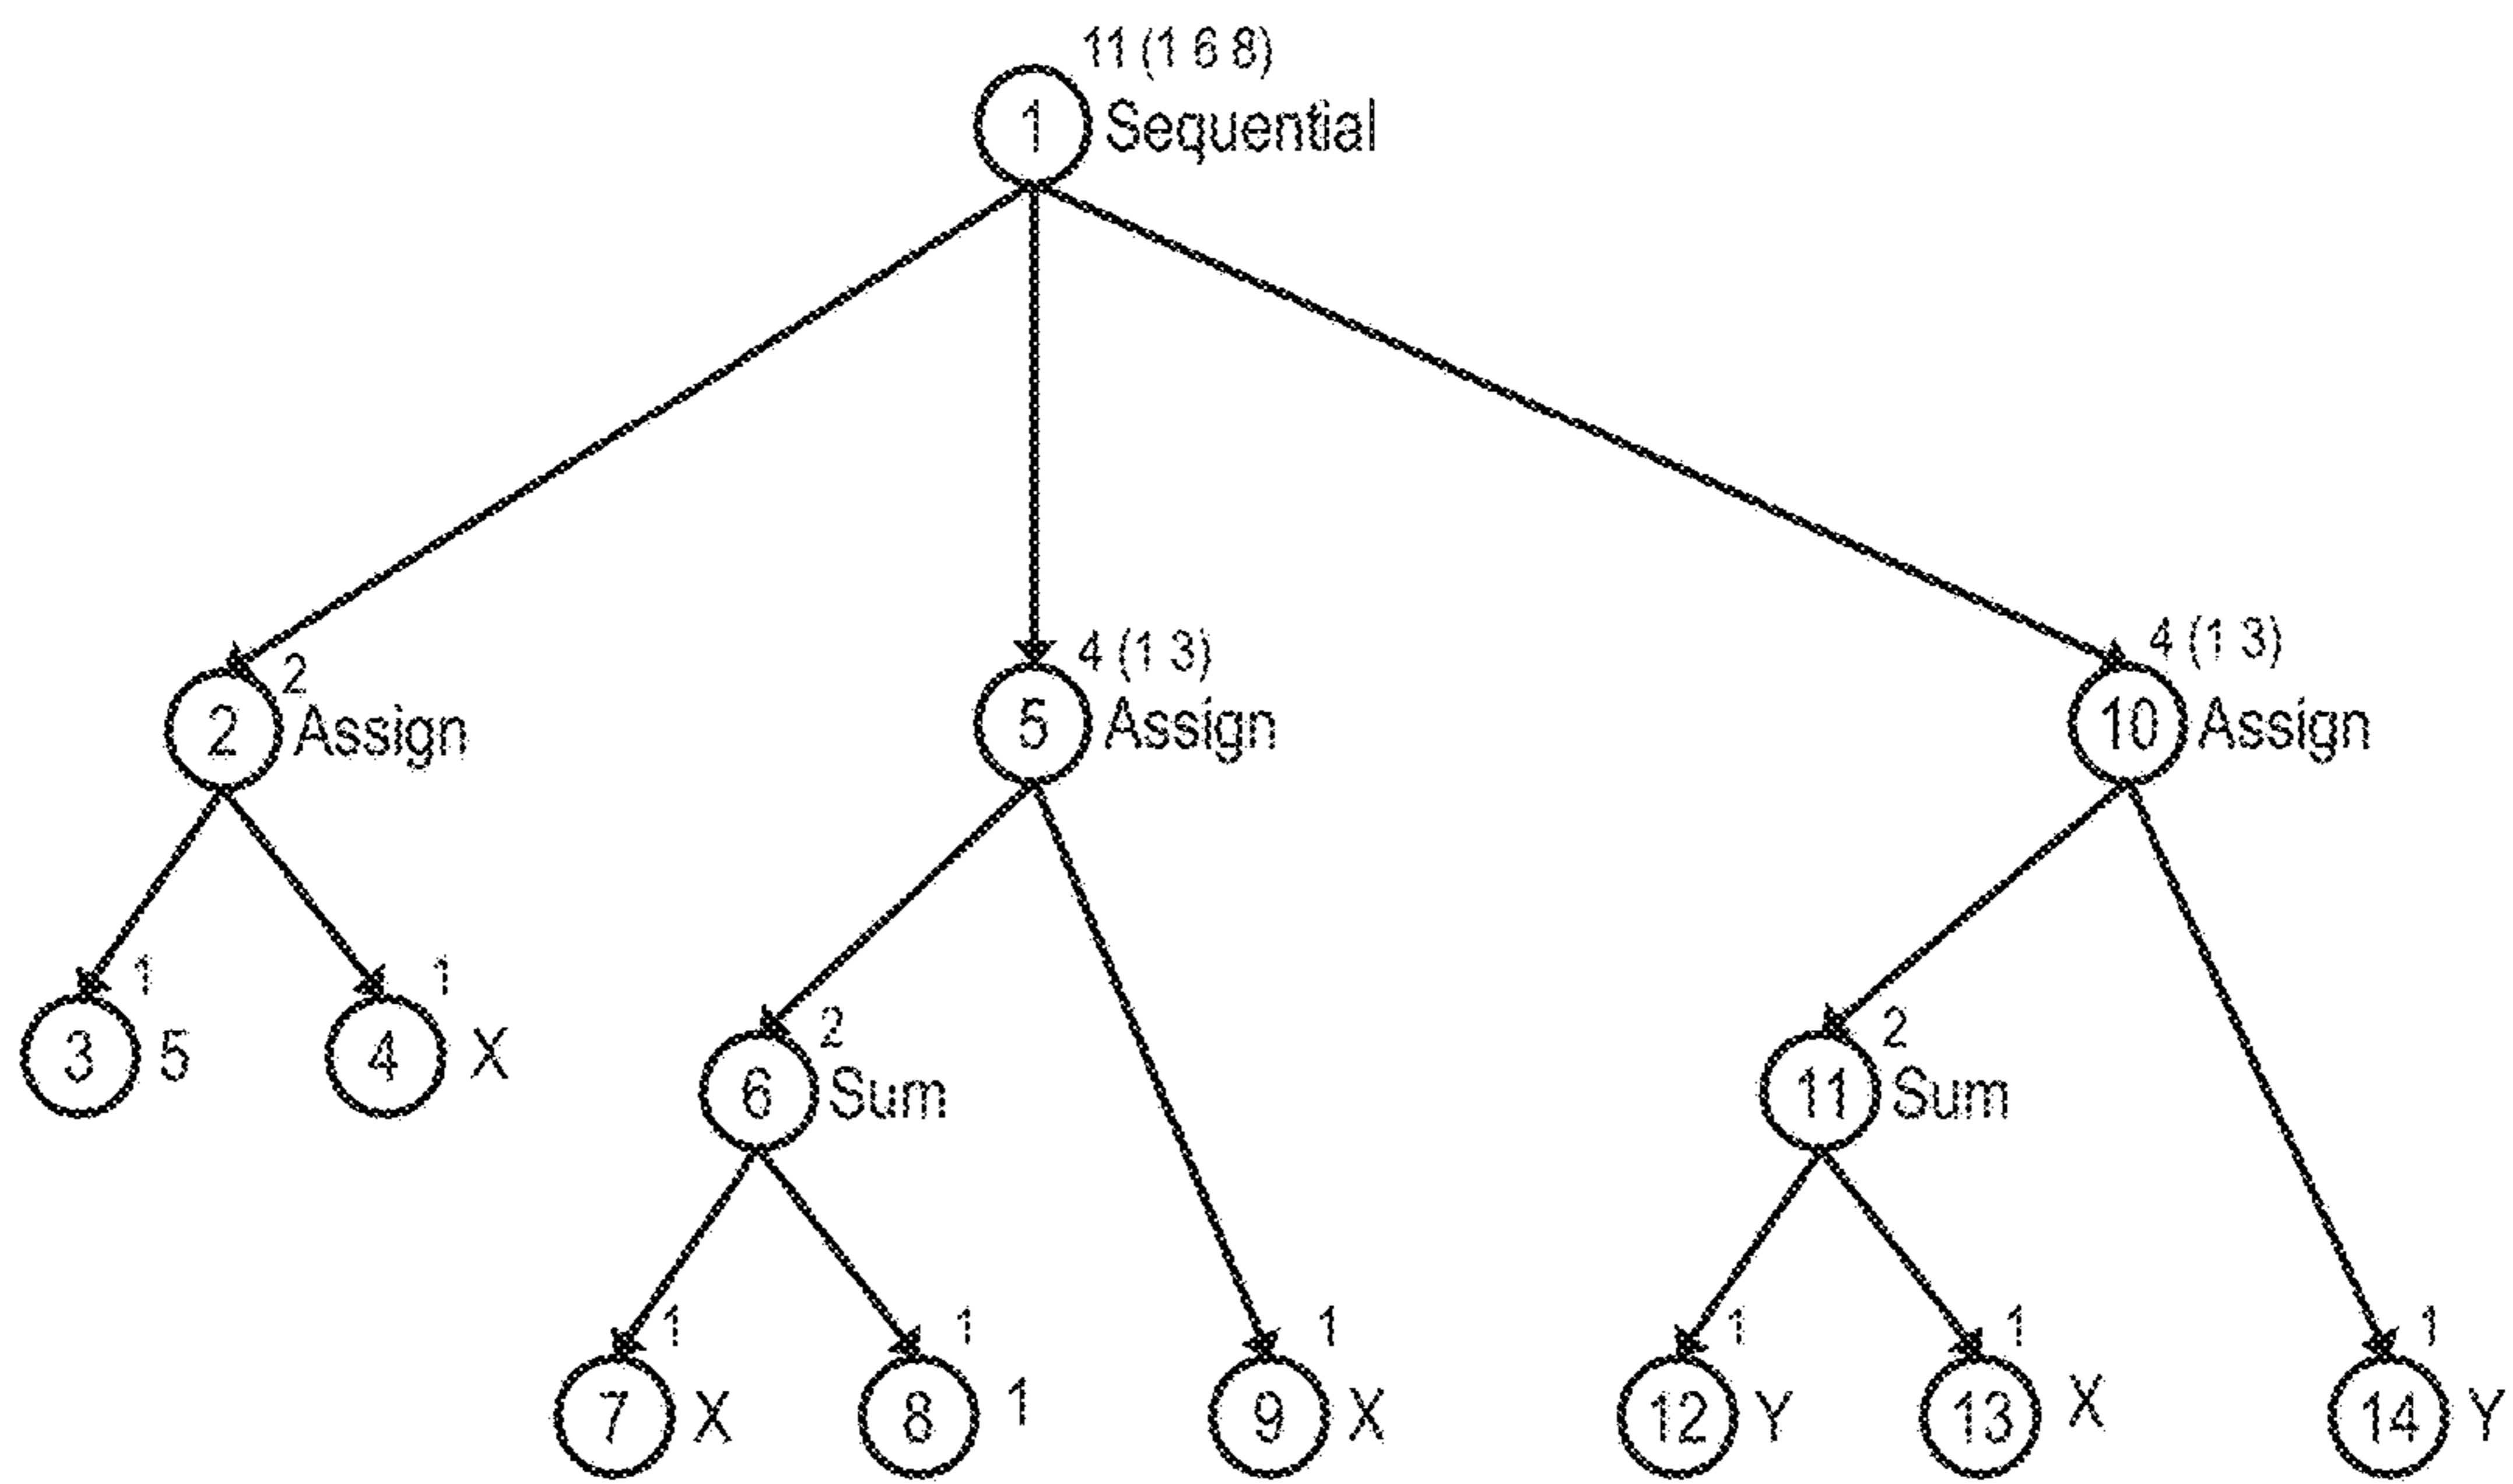 11 (1 6 8)
1 Sequential
2 4 (1 3) 4 (1 3)
2 Assign 5 Assign 10 Assign
1 1
3 5 4 X
2 2
6 Sum 11 Sum
1 1 1 1 1 1
7 X 8 1 9 X 12 Y 13 X 14 Y